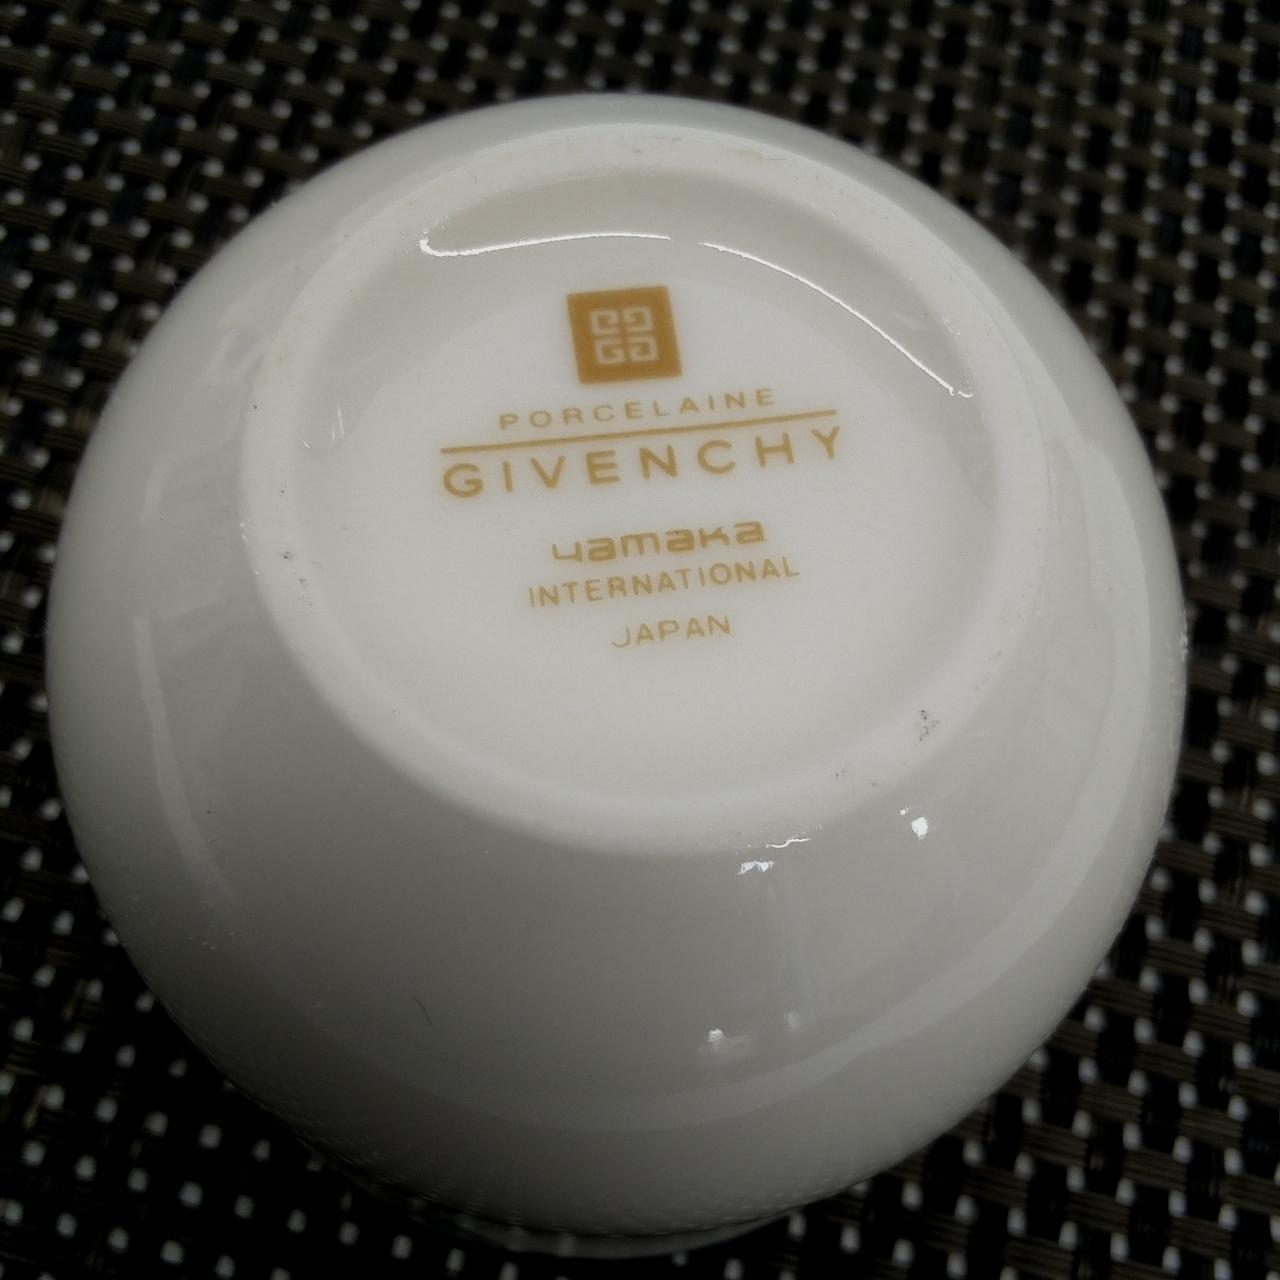 PORCELAINE
GIVENCHY
yamaka
INTERNATIONAL
JAPAN